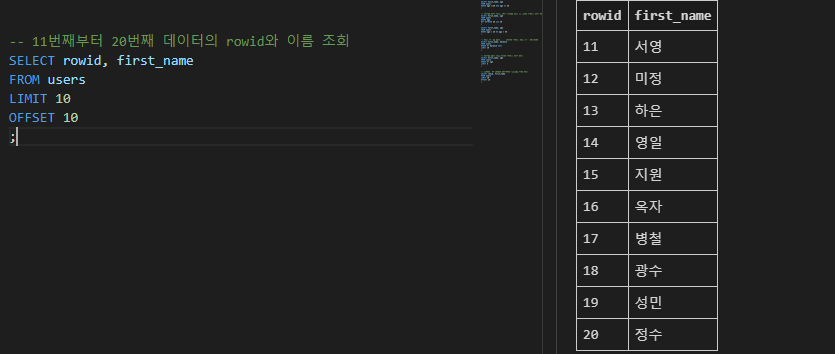 -- 11번째부터 20번째 데이터의 rowid와 이름 조회
SELECT rowid, first_name
FROM users
LIMIT 10
OFFSET 10
;
rowid first_name
11 서영
12 미정
13 하은
14 영일
15 지원
16 옥자
17 병철
18 광수
19 성민
20 정수